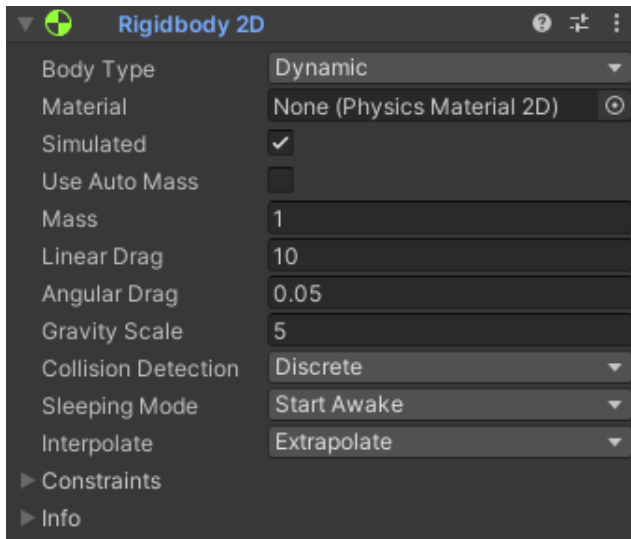 Rigidbody 2D
Body Type Dynamic
Material None (Physics Material 2D)
Simulated
Use Auto Mass
Mass 1
Linear Drag 10
Angular Drag 0.05
Gravity Scale 5
Collision Detection Discrete
Sleeping Mode Start Awake
Interpolate Extrapolate
Constraints
Info